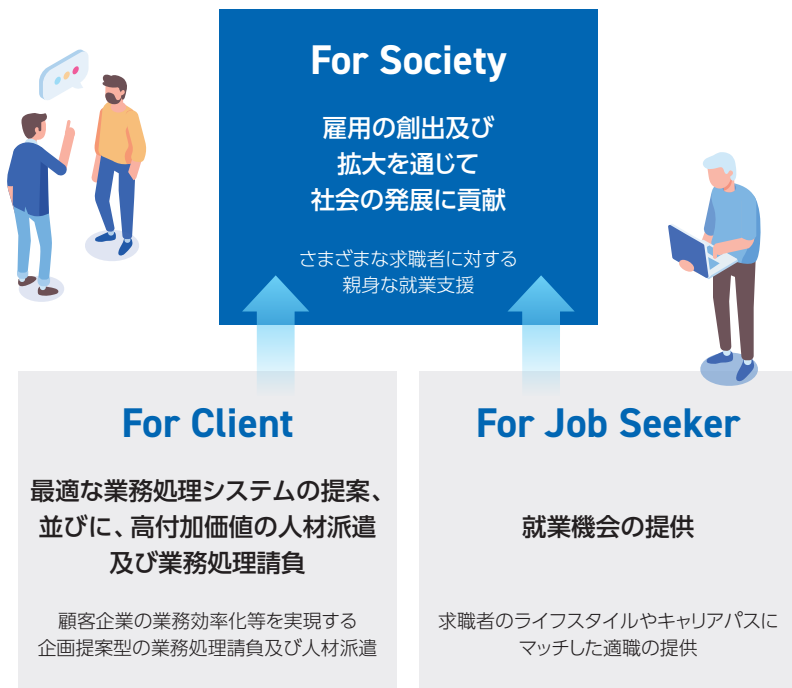 For Society
雇用の創出及び
拡大を通じて
社会の発展に貢献
さまざまな求職者に対する
親身な就業支援
For Client
最適な業務処理システムの提案、
並びに、高付加価値の人材派遣
及び業務処理請負
顧客企業の業務効率化等を実現する
企画提案型の業務処理請負及び人材派遣
For Job Seeker
就業機会の提供
求職者のライフスタイルやキャリアパスに
マッチした適職の提供